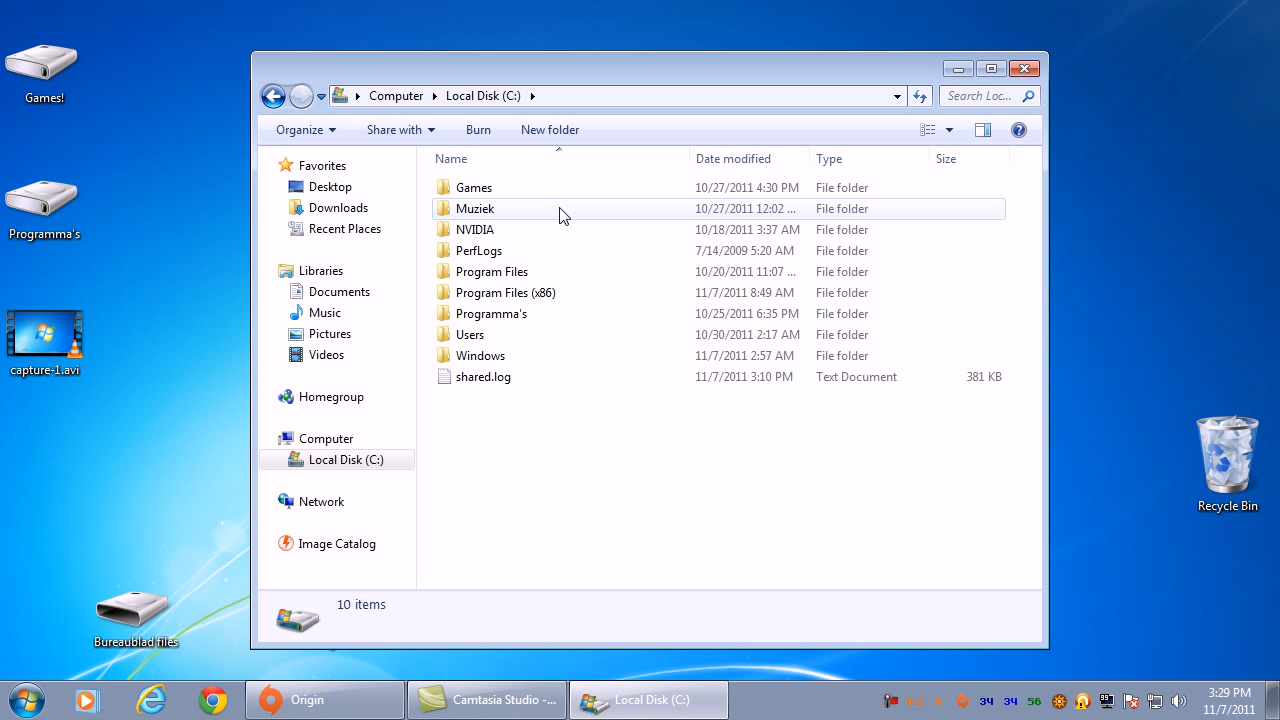 Games!
Programma's
capture-1.avi
Bureaublad files
Recycle Bin
Computer Local Disk (C:)
Search Loc...
Organize Share with Burn New folder
Name Date modified Type Size
Favorites
Desktop
Downloads
Recent Places
Libraries
Documents
Music
Pictures
Videos
Homegroup
Computer
Local Disk (C:)
Network
Image Catalog
Games 10/27/2011 4:30 PM File folder
Muziek 10/27/2011 12:02 ... File folder
NVIDIA 10/18/2011 3:37 AM File folder
PerfLogs 7/14/2009 5:20 AM File folder
Program Files 10/20/2011 11:07 ... File folder
Program Files (x86) 11/7/2011 8:49 AM File folder
Programma's 10/25/2011 6:35 PM File folder
Users 10/30/2011 2:17 AM File folder
Windows 11/7/2011 2:57 AM File folder
shared.log 11/7/2011 3:10 PM Text Document 381 KB
10 items
Origin
Camtasia Studio -...
Local Disk (C:)
34 34 56
3:29 PM
11/7/2011